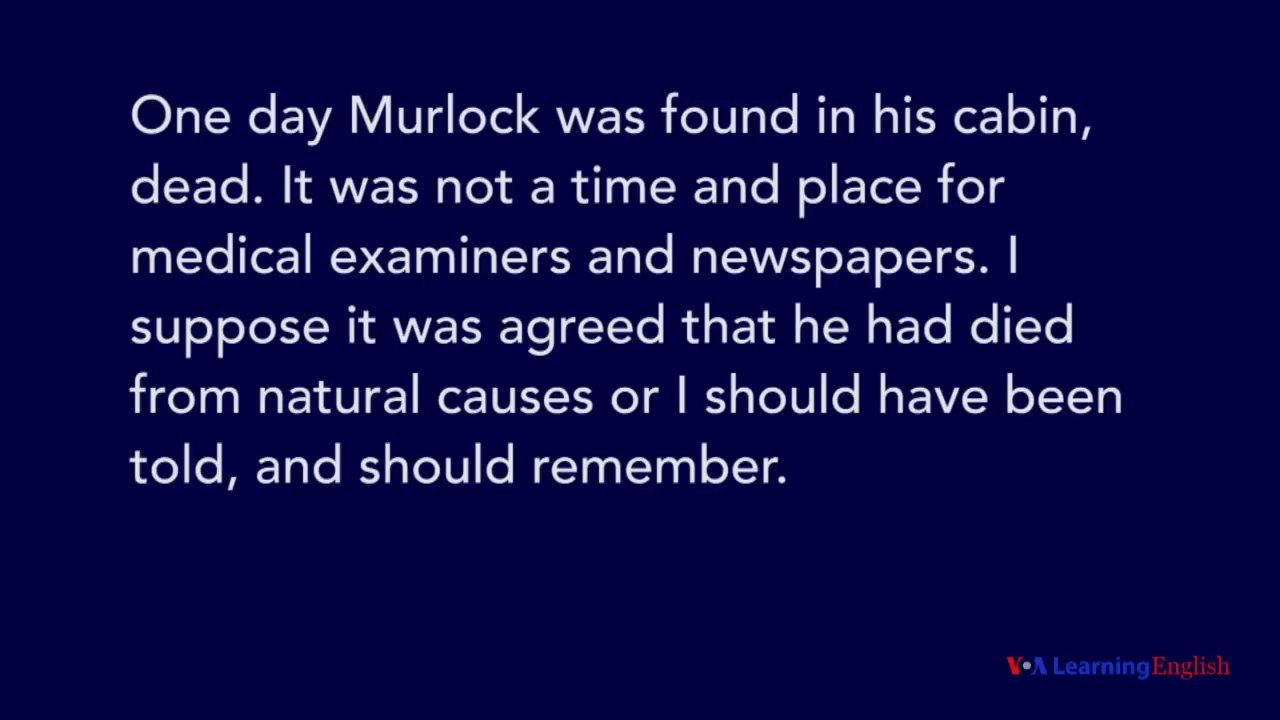 One day Murlock was found in his cabin,
dead. It was not a time and place for
medical examiners and newspapers. I
suppose it was agreed that he had died
from natural causes or I should have been
told, and should remember.
VOA Learning English